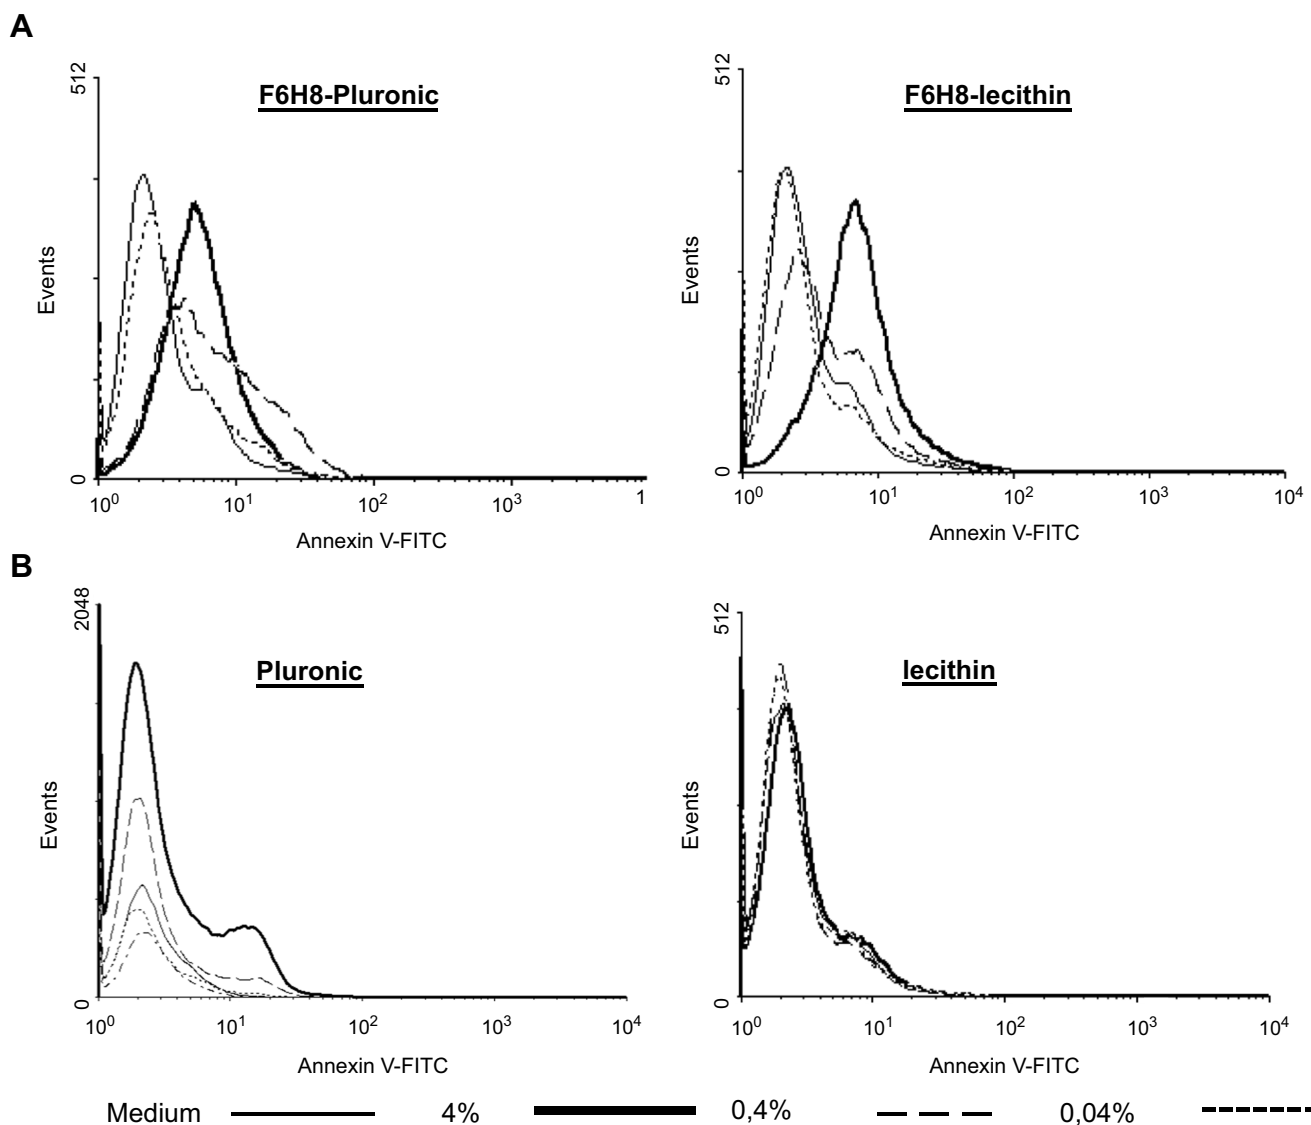 A
F6H8-Pluronic
512
Events
0
10⁰ 10¹ 10² 10³ 1
Annexin V-FITC
F6H8-lecithin
512
Events
0
10⁰ 10¹ 10² 10³ 10⁴
Annexin V-FITC
B
Pluronic
2048
Events
0
10⁰ 10¹ 10² 10³ 10⁴
Annexin V-FITC
lecithin
512
Events
0
10⁰ 10¹ 10² 10³ 10⁴
Annexin V-FITC
Medium 4% 0,4% 0,04%